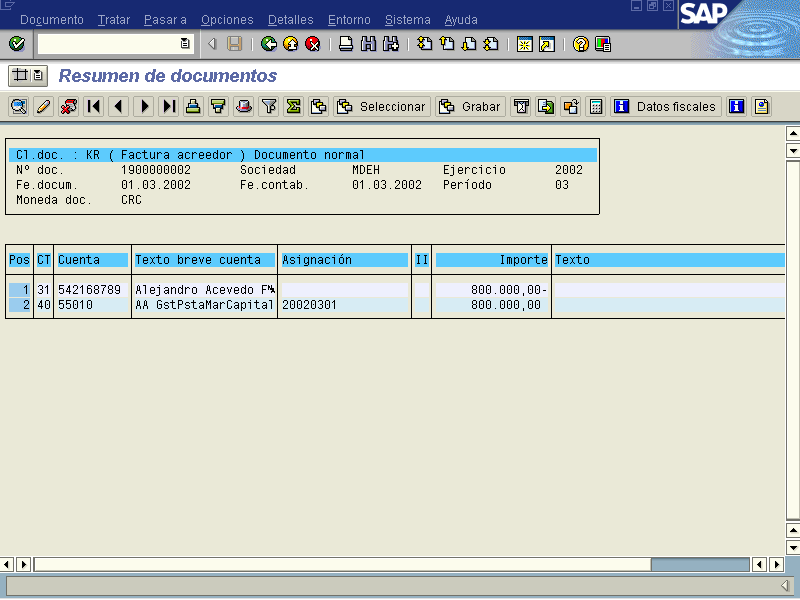 Documento Tratar Pasar a Opciones Detalles Entorno Sistema Ayuda
SAP
Resumen de documentos
Seleccionar Grabar Datos fiscales
Cl.doc. : KR ( Factura acreedor ) Documento normal
Nº doc. 1900000002 Sociedad MDEH Ejercicio 2002
Fe.docum. 01.03.2002 Fe.contab. 01.03.2002 Período 03
Moneda doc. CRC
Pos CT Cuenta Texto breve cuenta Asignación II Importe Texto
1 31 542168789 Alejandro Acevedo 800.000,00-
2 40 55010 AA GstPstaMarCapital 20020301 800.000,00